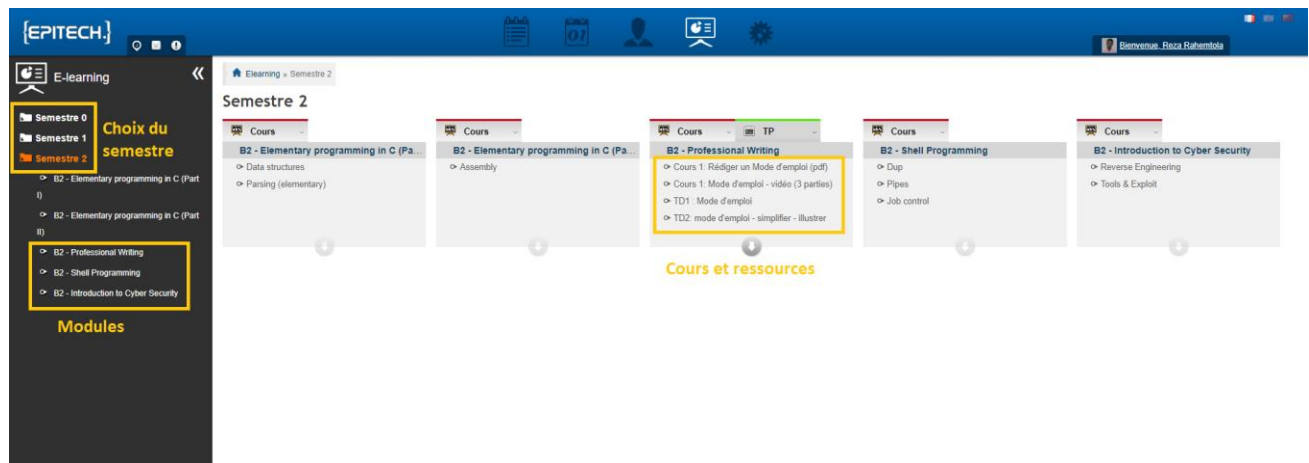 {EPITECH.}
01
Bienvenue, Reza Rahemtola
E-learning
«
Elearning » Semestre 2
Semestre 2
Semestre 0
Semestre 1
Semestre 2
Choix du
semestre
B2 - Elementary programming in C (Part
I)
B2 - Elementary programming in C (Part
II)
B2 - Professional Writing
B2 - Shell Programming
B2 - Introduction to Cyber Security
Modules
Cours
B2 - Elementary programming in C (Pa...
Data structures
Parsing (elementary)
Cours
B2 - Elementary programming in C (Pa...
Assembly
Cours
TP
B2 - Professional Writing
Cours 1: Rédiger un Mode d'emploi (pdf)
Cours 1: Mode d'emploi - vidéo (3 parties)
TD1 : Mode d'emploi
TD2: mode d'emploi - simplifier - illustrer
Cours et ressources
Cours
B2 - Shell Programming
Dup
Pipes
Job control
Cours
B2 - Introduction to Cyber Security
Reverse Engineering
Tools & Exploit